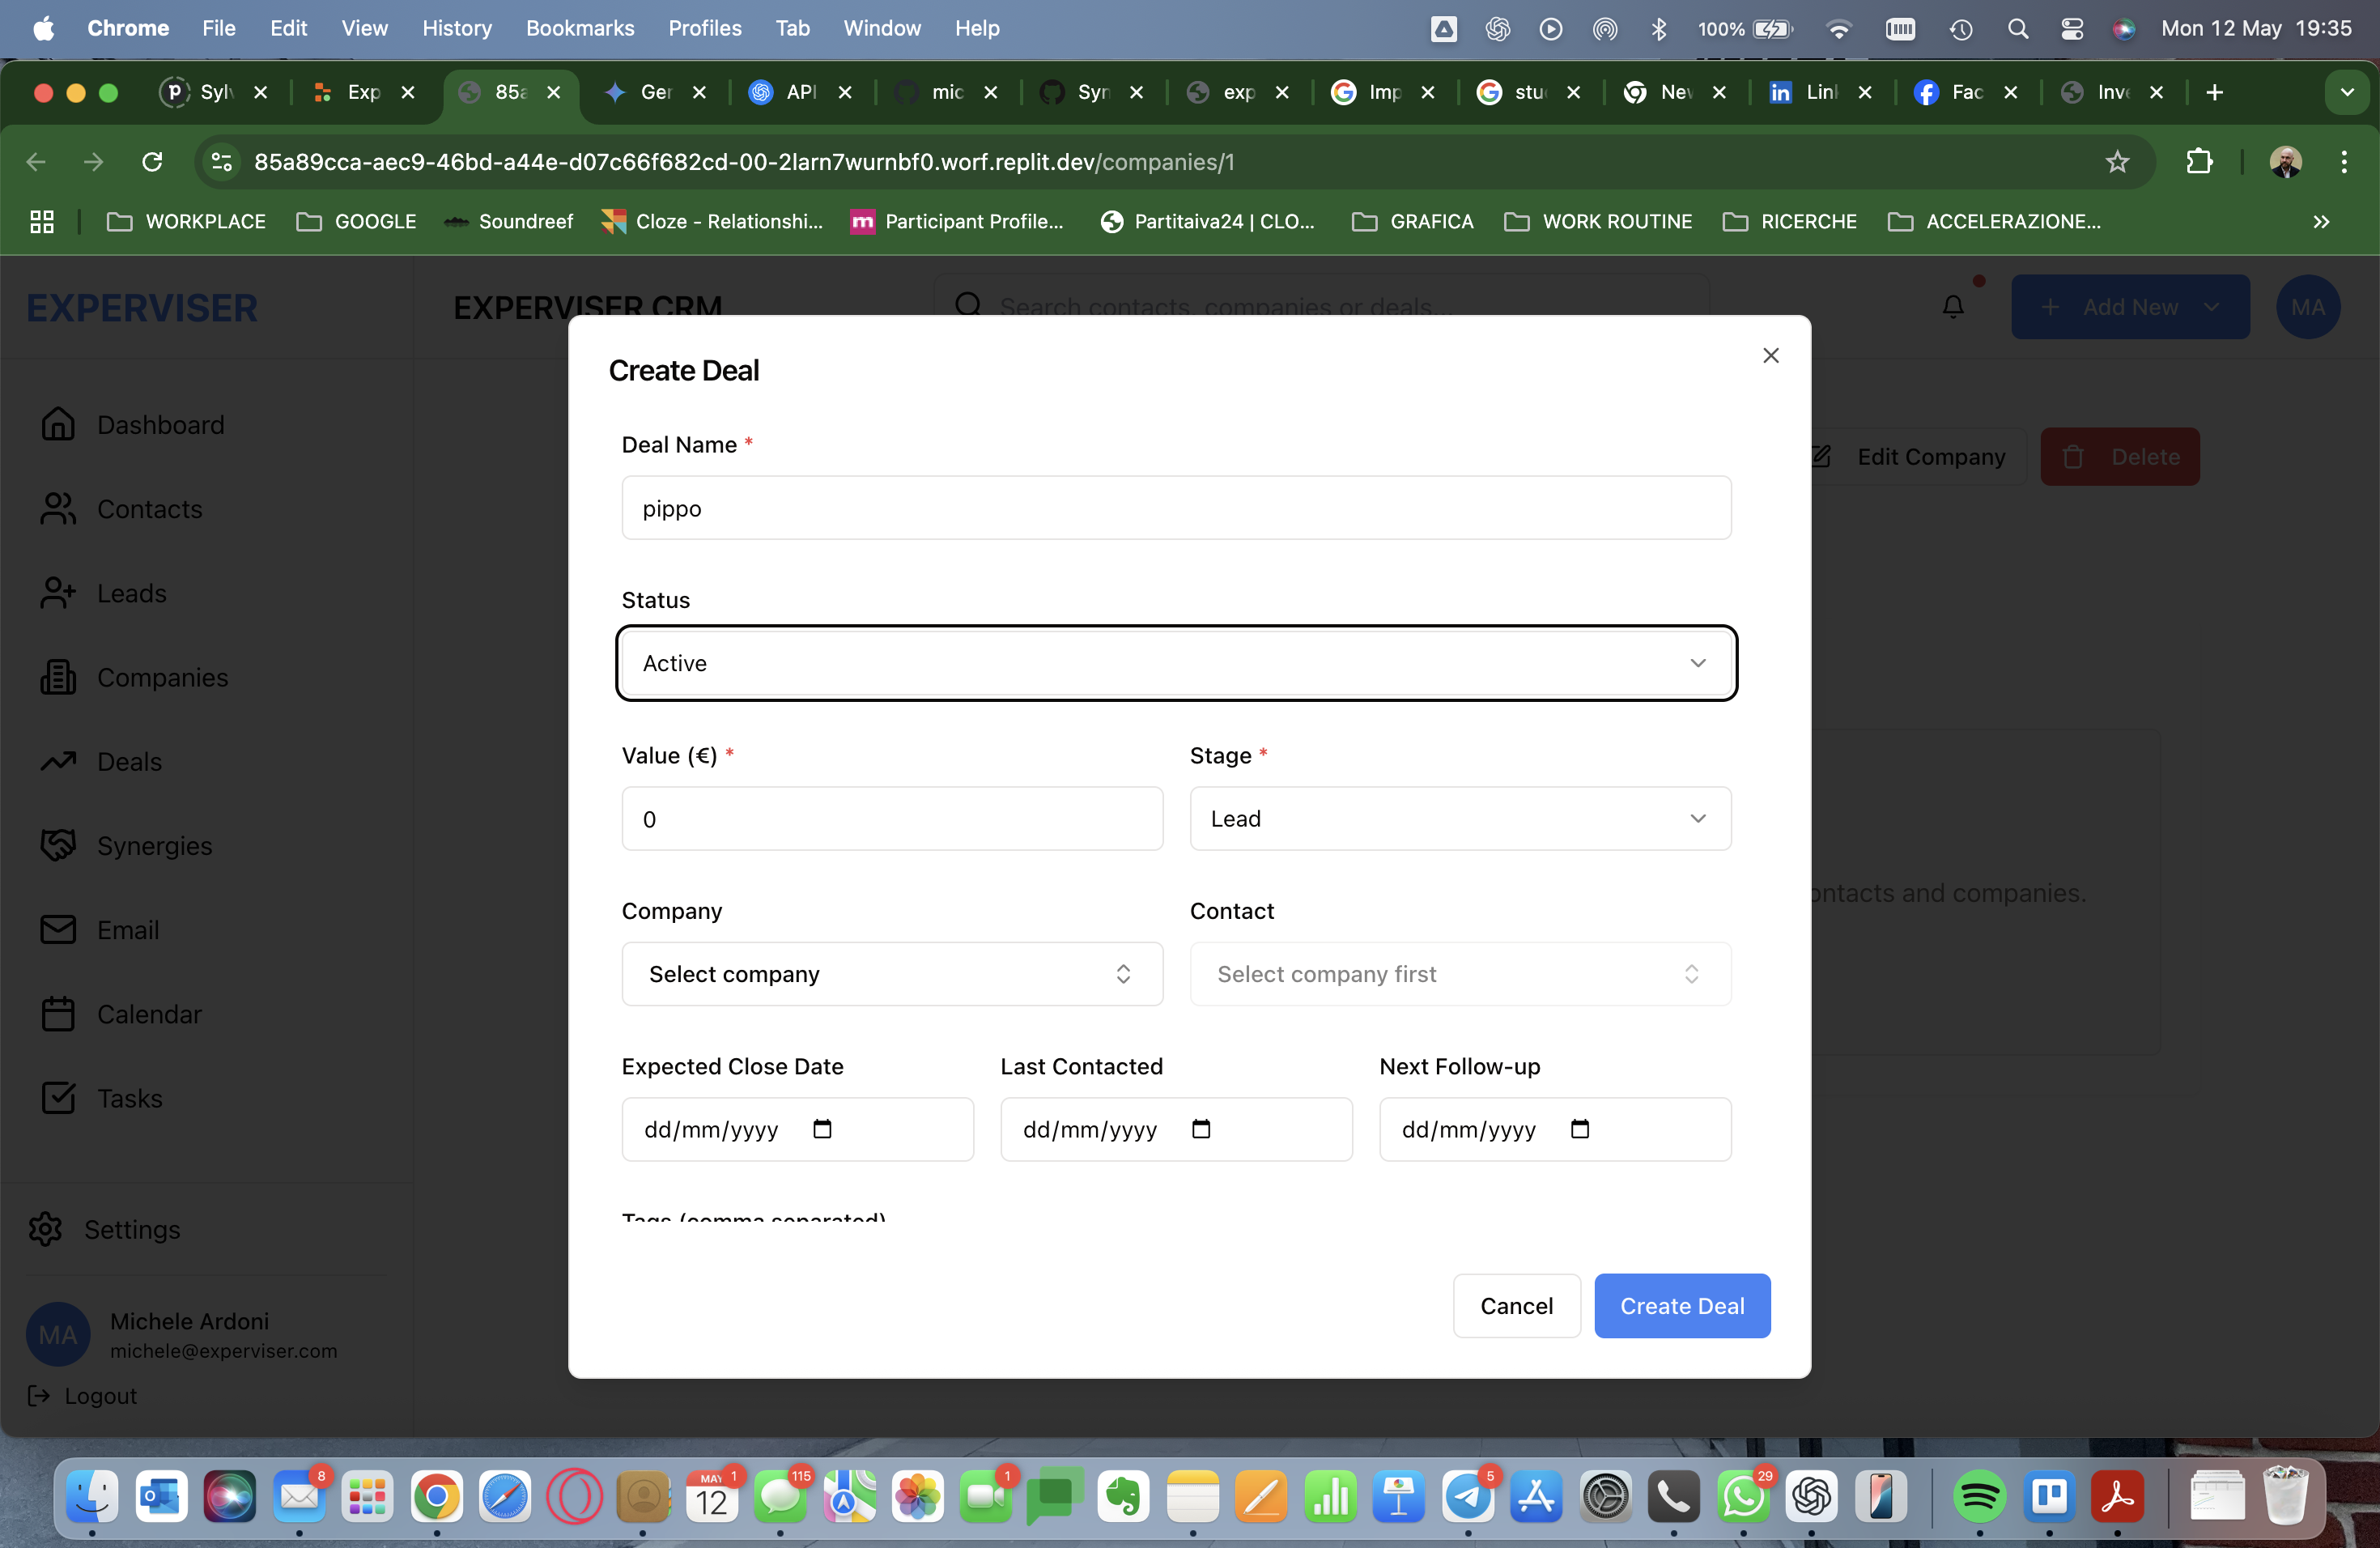 Chrome File Edit View History Bookmarks Profiles Tab Window Help 100% Mon 12 May 19:35
Sylv Exp 85a Ger API mic Syn exp Imp stu Nev Link Fac Inve
85a89cca-aec9-46bd-a44e-d07c66f682cd-00-2larn7wurnbf0.worf.replit.dev/companies/1
WORKPLACE GOOGLE Soundreef Cloze - Relationshi... Participant Profile... Partitaiva24 | CLO... GRAFICA WORK ROUTINE RICERCHE ACCELERAZIONE...
EXPERVISER
EXPERVISER CRM
Search contacts, companies or deals...
Add New
MA
Dashboard
Contacts
Leads
Companies
Deals
Synergies
Email
Calendar
Tasks
Settings
MA
Michele Ardoni
michele@experviser.com
Logout
Edit Company
Delete
ontacts and companies.
Create Deal
Deal Name *
pippo
Status
Active
Value (€) * Stage *
0 Lead
Company Contact
Select company Select company first
Expected Close Date Last Contacted Next Follow-up
dd/mm/yyyy dd/mm/yyyy dd/mm/yyyy
Tags (comma separated)
Cancel Create Deal
8 MAY 1 12 115 1 5 29